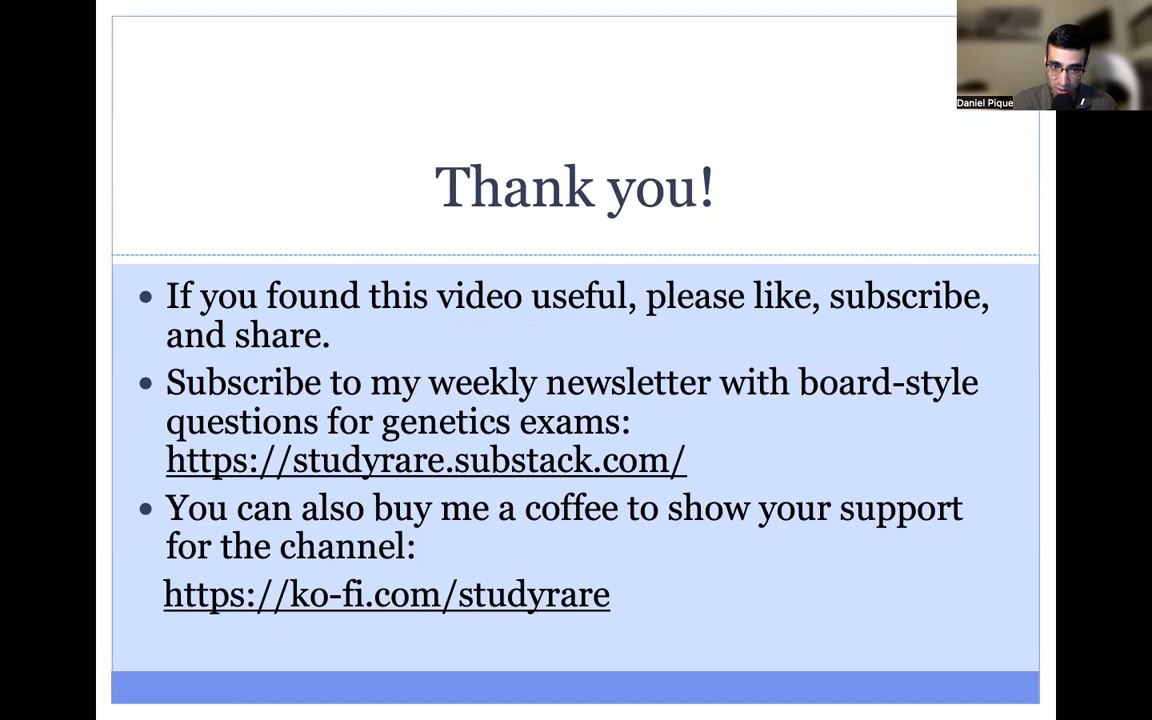 Daniel Pique
Thank you!
• If you found this video useful, please like, subscribe,
and share.
• Subscribe to my weekly newsletter with board-style
questions for genetics exams:
https://studyrare.substack.com/
• You can also buy me a coffee to show your support
for the channel:
https://ko-fi.com/studyrare